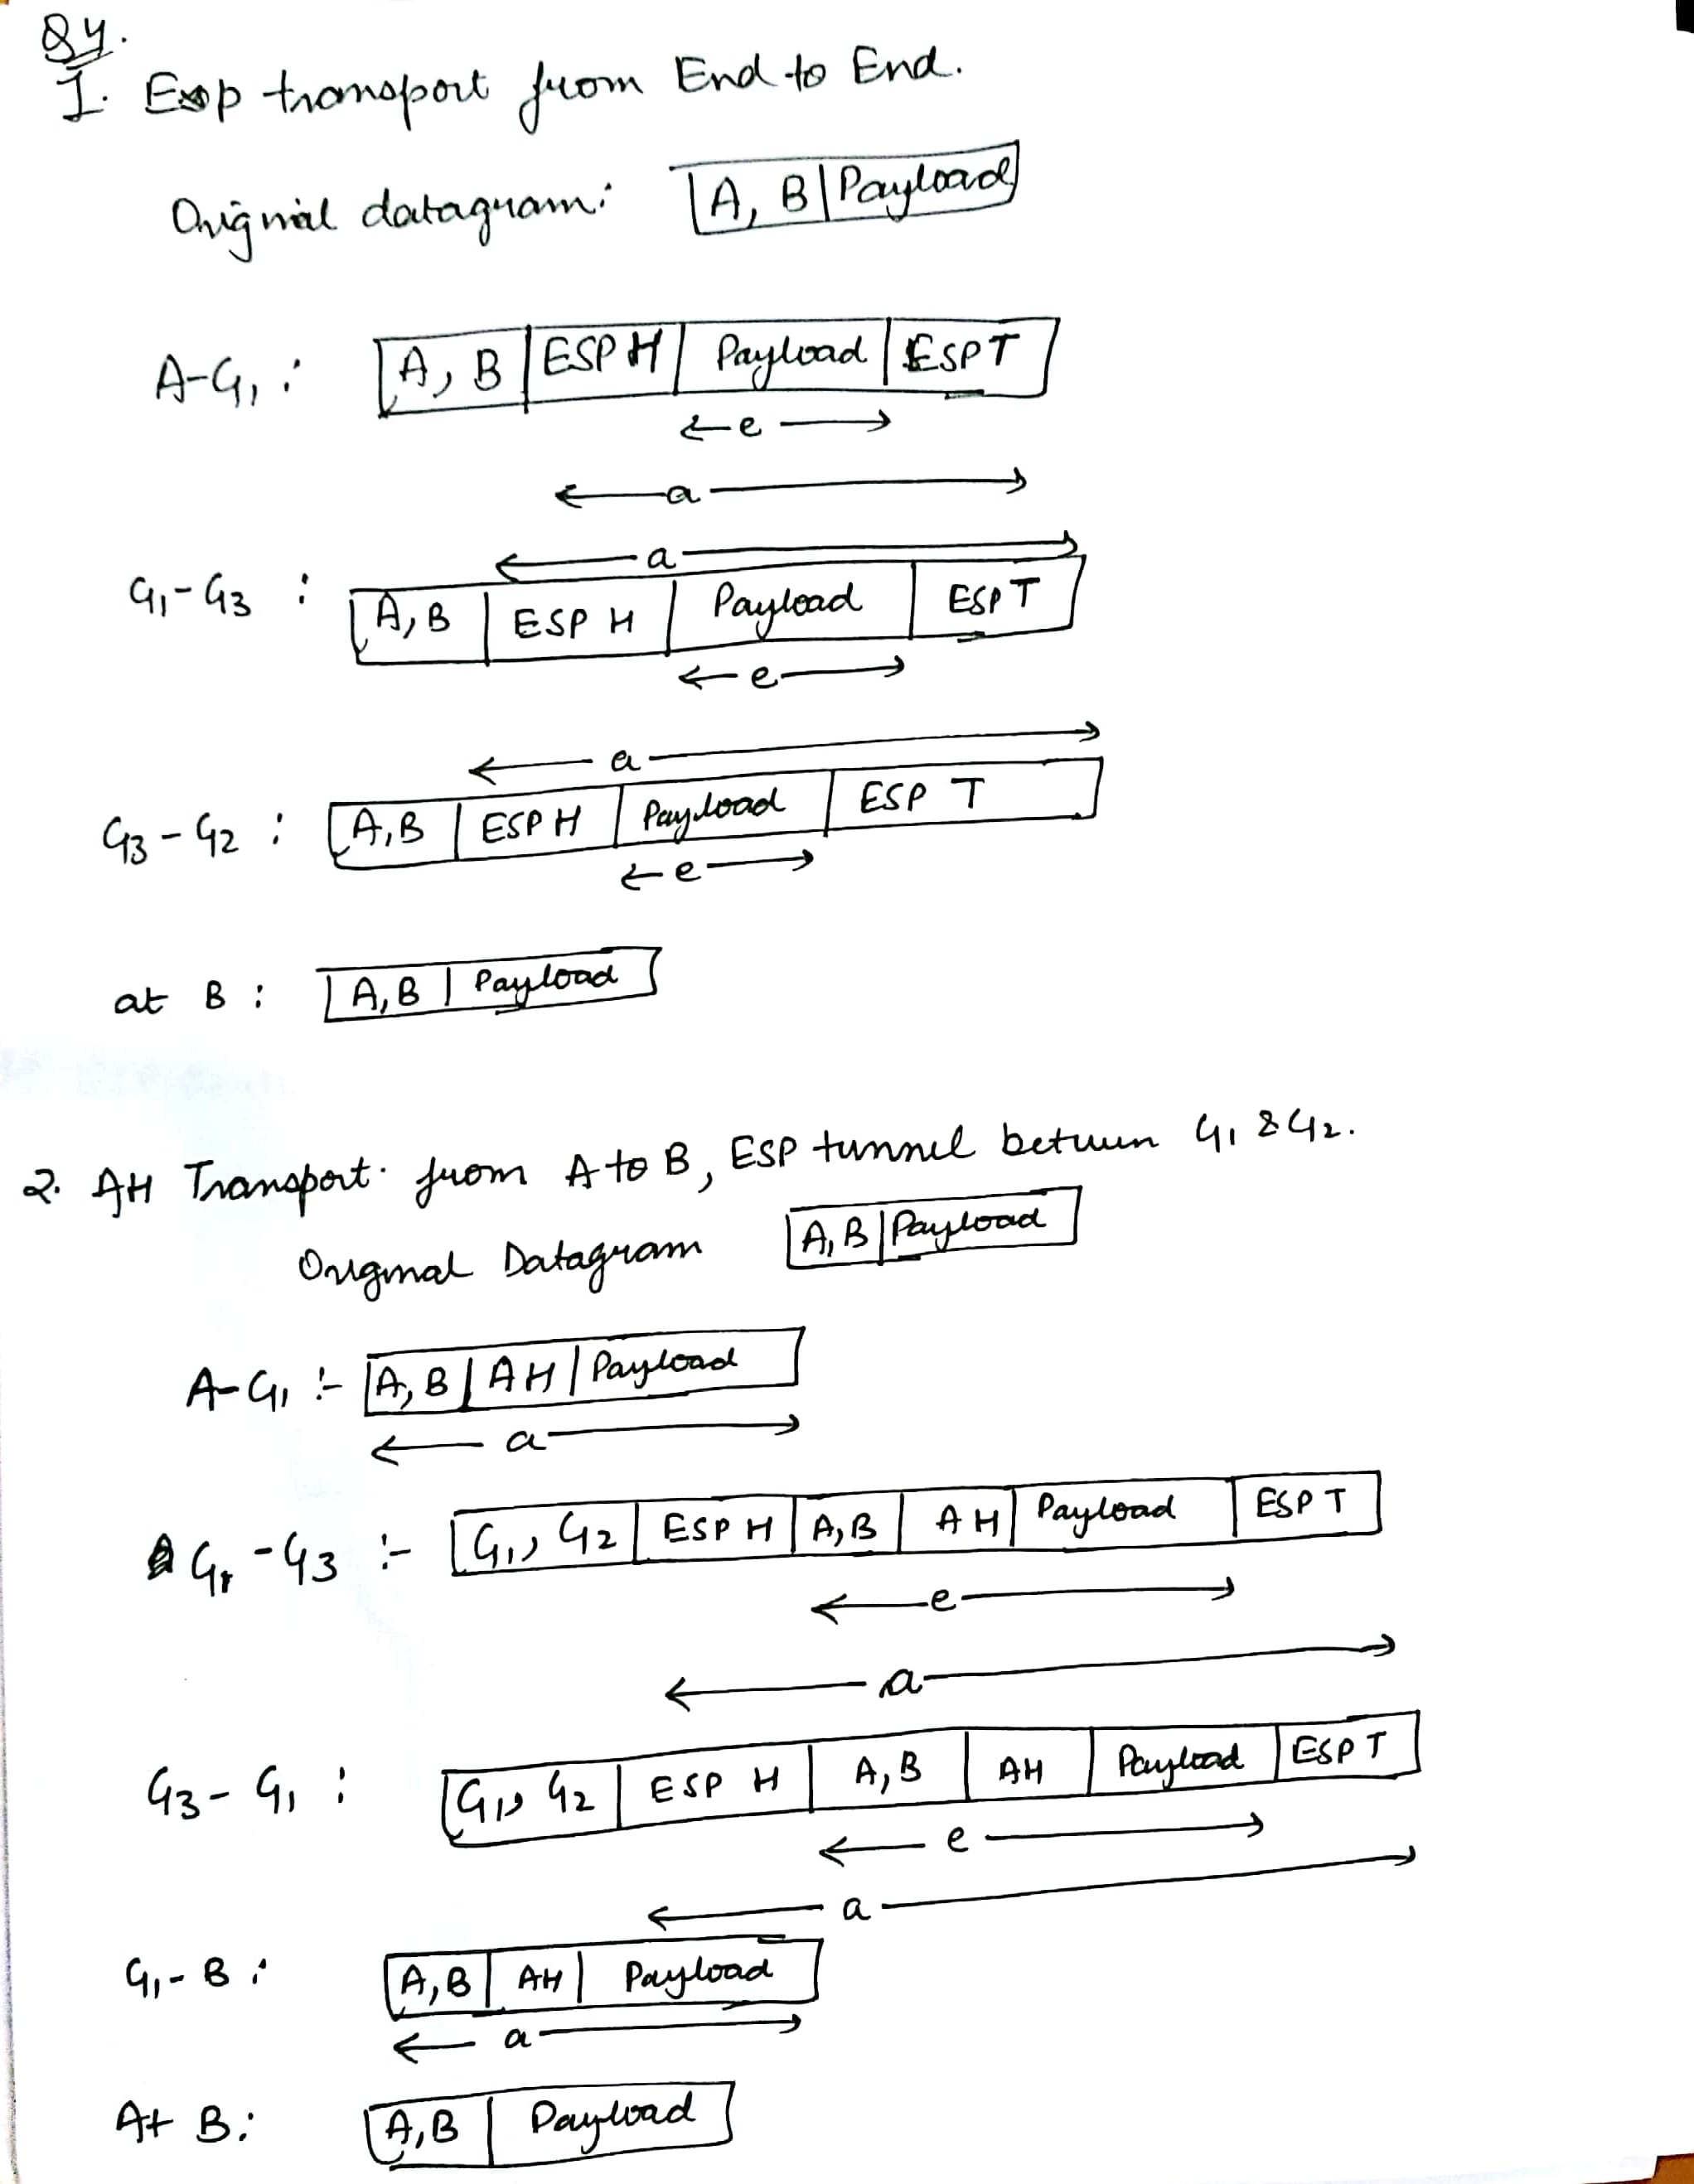 Q4.
I. Esp transport from End to End.
Original datagram: A, B | Payload
A-G1: A, B | ESP H | Payload | ESP T
e
a
a
G1-G3: A, B | ESP H | Payload | ESP T
e
a
G3-G2: A,B | ESP H | Payload | ESP T
e
at B: A,B | Payload
2. AH Transport. from A to B, ESP tunnel between G1 & G2.
Original Datagram A, B | Payload
A-G1 :- A, B | AH | Payload
a
G1-G3 :- G1, G2 | ESP H | A,B | AH | Payload | ESP T
e
a
G3-G1: G1, G2 | ESP H | A, B | AH | Payload | ESP T
e
a
G1-B: A,B | AH | Payload
a
At B: A,B | Payload